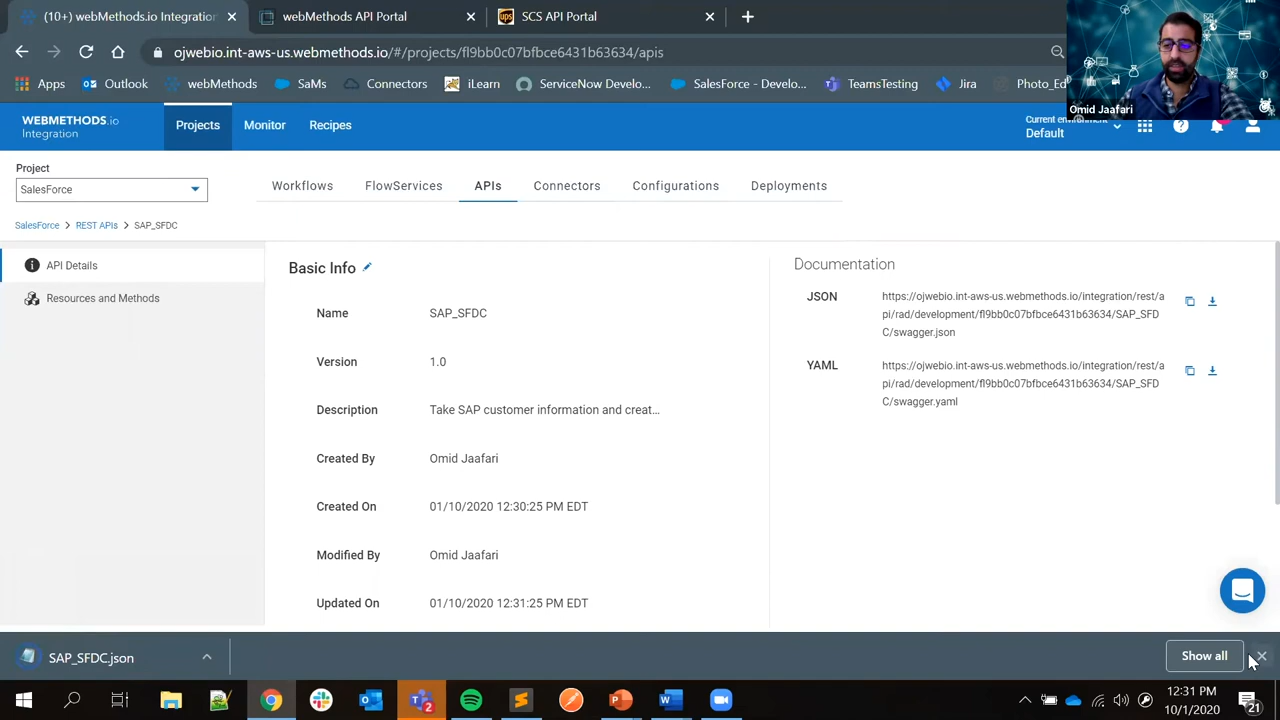 (10+) webMethods.io Integration
webMethods API Portal
ups
SCS API Portal
ojwebio.int-aws-us.webmethods.io/#/projects/fl9bb0c07bfbce6431b63634/apis
Apps
Outlook
webMethods
SaMs
Connectors
iLearn
ServiceNow Develo...
SalesForce - Develo...
TeamsTesting
Jira
Photo_Ed
Omid Jaafari
WEBMETHODS.io
Integration
Projects
Monitor
Recipes
Current environment
Default
Project
SalesForce
Workflows
FlowServices
APIs
Connectors
Configurations
Deployments
SalesForce > REST APIs > SAP_SFDC
API Details
Resources and Methods
Basic Info
Name
SAP_SFDC
Version
1.0
Description
Take SAP customer information and creat...
Created By
Omid Jaafari
Created On
01/10/2020 12:30:25 PM EDT
Modified By
Omid Jaafari
Updated On
01/10/2020 12:31:25 PM EDT
Documentation
JSON
https://ojwebio.int-aws-us.webmethods.io/integration/rest/a
pi/rad/development/fl9bb0c07bfbce6431b63634/SAP_SFD
C/swagger.json
YAML
https://ojwebio.int-aws-us.webmethods.io/integration/rest/a
pi/rad/development/fl9bb0c07bfbce6431b63634/SAP_SFD
C/swagger.yaml
SAP_SFDC.json
Show all
2
12:31 PM
10/1/2020
21